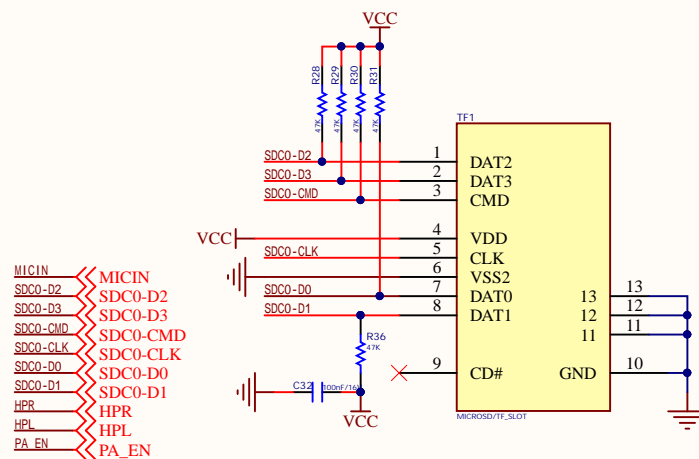 VCC
R28
R29
R30
R31
47K
47K
47K
47K
TF1
SDC0-D2 1 DAT2
SDC0-D3 2 DAT3
SDC0-CMD 3 CMD
VCC 4 VDD
SDC0-CLK 5 CLK
6 VSS2
SDC0-D0 7 DAT0 13 13
SDC0-D1 8 DAT1 12 12
11 11
R36
47K
9 CD# GND 10
C32 100nF/16V
VCC
MICROSD/TF_SLOT
MICIN MICIN
SDC0-D2 SDC0-D2
SDC0-D3 SDC0-D3
SDC0-CMD SDC0-CMD
SDC0-CLK SDC0-CLK
SDC0-D0 SDC0-D0
SDC0-D1 SDC0-D1
HPR HPR
HPL HPL
PA_EN PA_EN